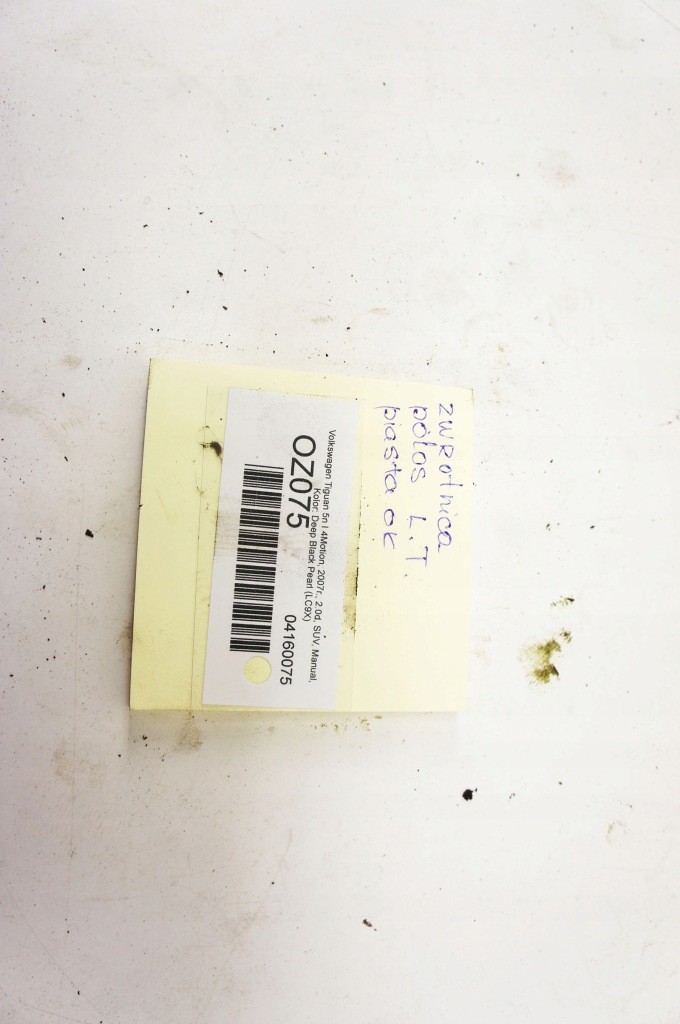 zwrotnica
polos L.T.
piasta ok
Volkswagen Tiguan 5n I 4Motion, 2007r., 2.0d, SUV, Manual,
Kolor: Deep Black Pearl (LC9X)
OZ075
04160075